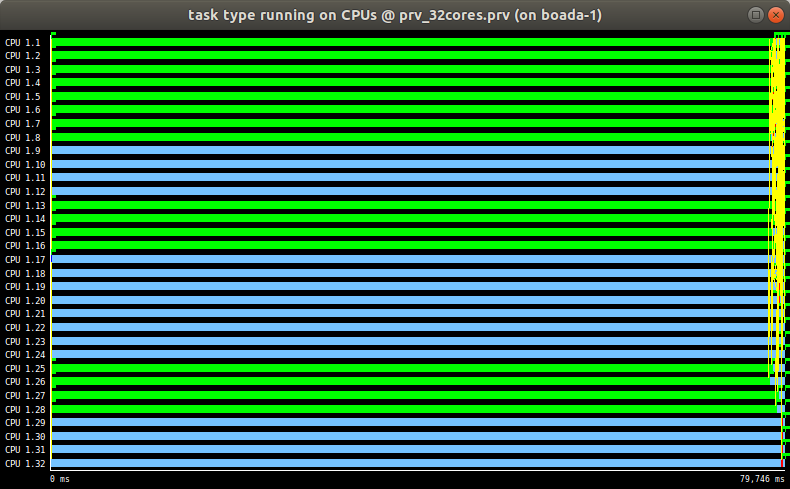 task type running on CPUs @ prv_32cores.prv (on boada-1)
CPU 1.1
CPU 1.2
CPU 1.3
CPU 1.4
CPU 1.5
CPU 1.6
CPU 1.7
CPU 1.8
CPU 1.9
CPU 1.10
CPU 1.11
CPU 1.12
CPU 1.13
CPU 1.14
CPU 1.15
CPU 1.16
CPU 1.17
CPU 1.18
CPU 1.19
CPU 1.20
CPU 1.21
CPU 1.22
CPU 1.23
CPU 1.24
CPU 1.25
CPU 1.26
CPU 1.27
CPU 1.28
CPU 1.29
CPU 1.30
CPU 1.31
CPU 1.32
0 ms 79,746 ms